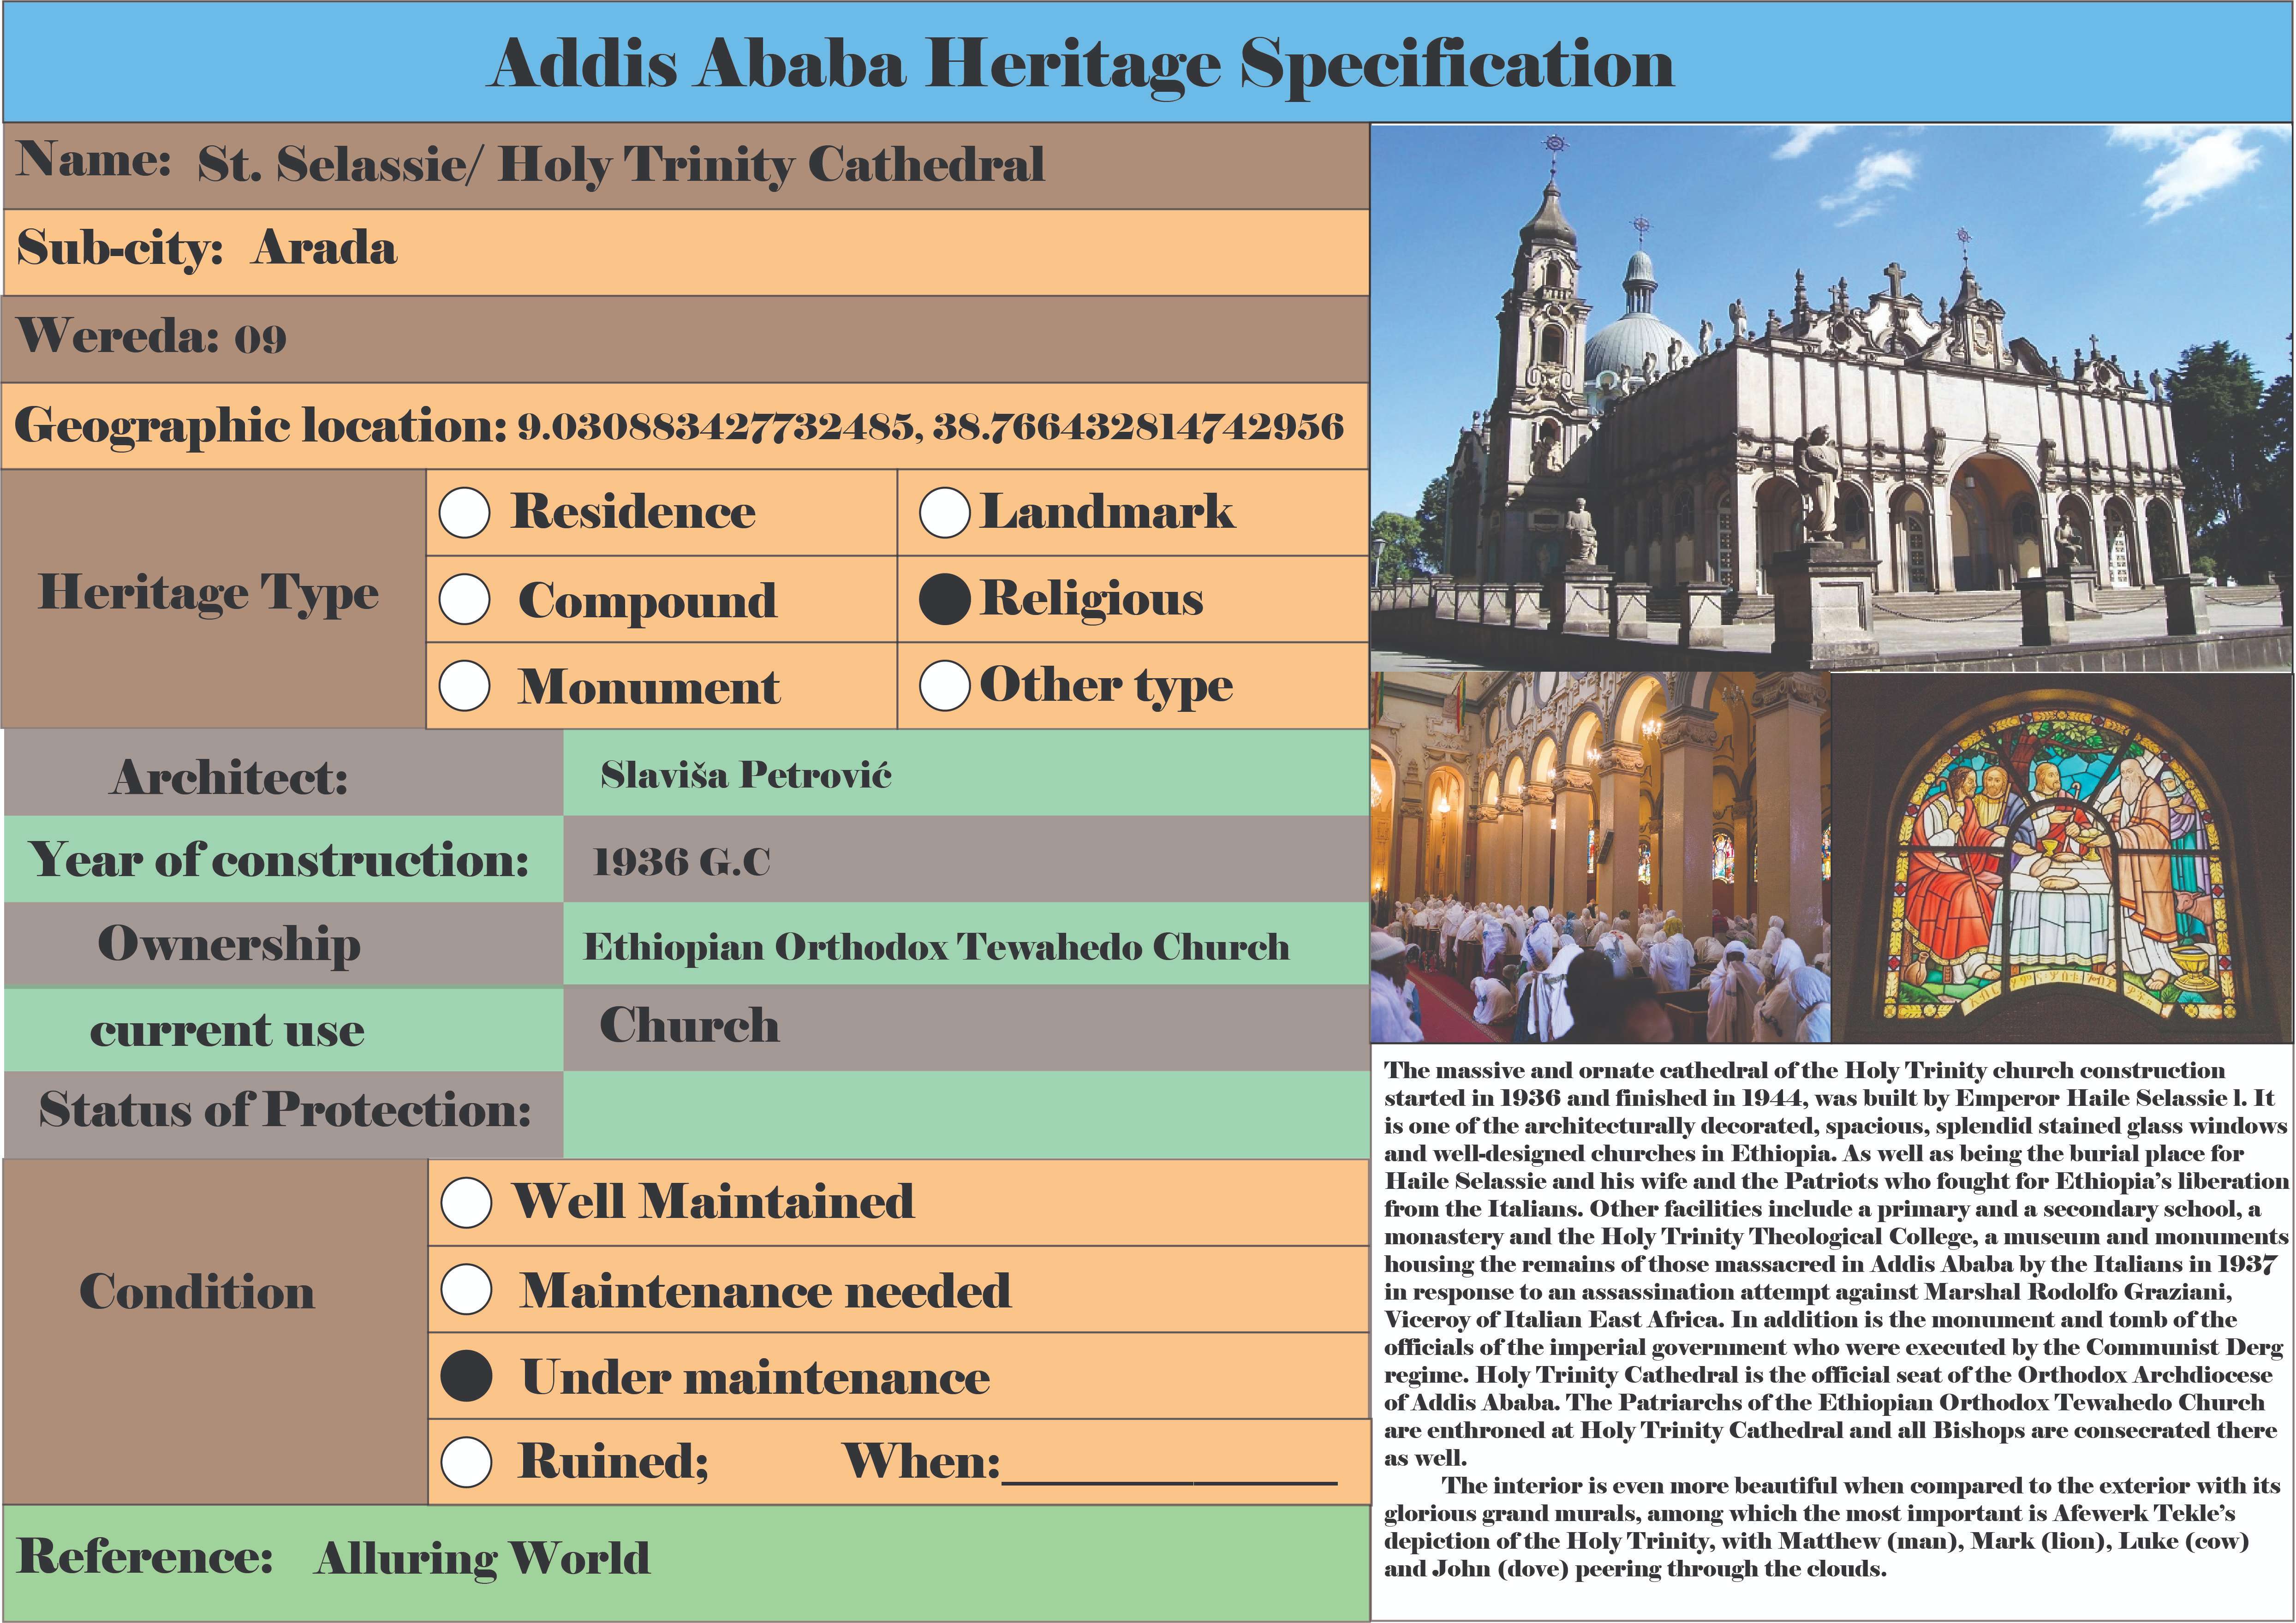 Addis Ababa Heritage Specification
Name: St. Selassie/ Holy Trinity Cathedral
Sub-city: Arada
Wereda: 09
Geographic location: 9.030883427732485, 38.766432814742956
Heritage Type
Residence
Landmark
Compound
Religious
Monument
Other type
Architect: Slaviša Petrović
Year of construction: 1936 G.C
Ownership Ethiopian Orthodox Tewahedo Church
current use Church
Status of Protection:
Condition
Well Maintained
Maintenance needed
Under maintenance
Ruined; When:
Reference: Alluring World
The massive and ornate cathedral of the Holy Trinity church construction
started in 1936 and finished in 1944, was built by Emperor Haile Selassie l. It
is one of the architecturally decorated, spacious, splendid stained glass windows
and well-designed churches in Ethiopia. As well as being the burial place for
Haile Selassie and his wife and the Patriots who fought for Ethiopia’s liberation
from the Italians. Other facilities include a primary and a secondary school, a
monastery and the Holy Trinity Theological College, a museum and monuments
housing the remains of those massacred in Addis Ababa by the Italians in 1937
in response to an assassination attempt against Marshal Rodolfo Graziani,
Viceroy of Italian East Africa. In addition is the monument and tomb of the
officials of the imperial government who were executed by the Communist Derg
regime. Holy Trinity Cathedral is the official seat of the Orthodox Archdiocese
of Addis Ababa. The Patriarchs of the Ethiopian Orthodox Tewahedo Church
are enthroned at Holy Trinity Cathedral and all Bishops are consecrated there
as well.
The interior is even more beautiful when compared to the exterior with its
glorious grand murals, among which the most important is Afewerk Tekle’s
depiction of the Holy Trinity, with Matthew (man), Mark (lion), Luke (cow)
and John (dove) peering through the clouds.